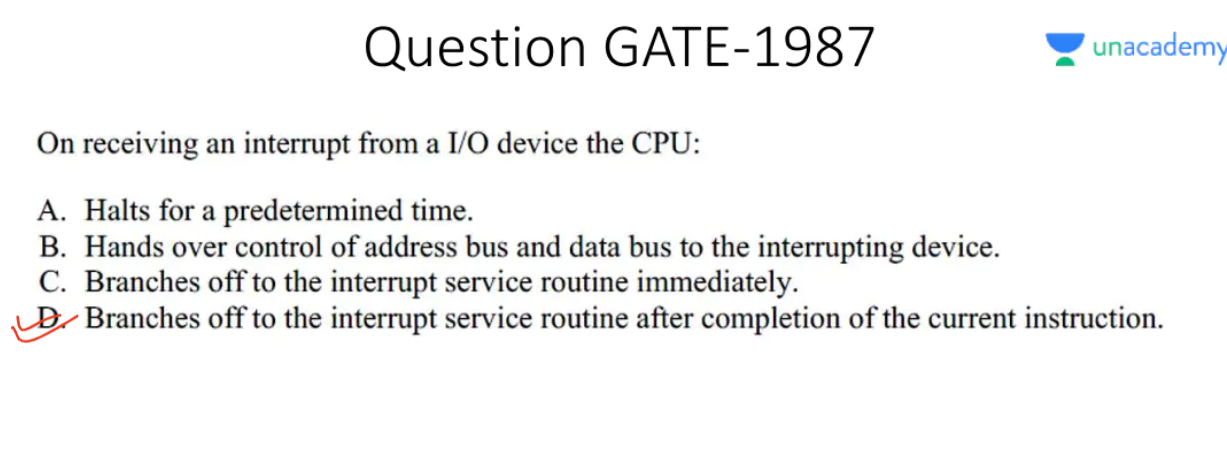 Question GATE-1987
unacademy
On receiving an interrupt from a I/O device the CPU:
A. Halts for a predetermined time.
B. Hands over control of address bus and data bus to the interrupting device.
C. Branches off to the interrupt service routine immediately.
D. Branches off to the interrupt service routine after completion of the current instruction.